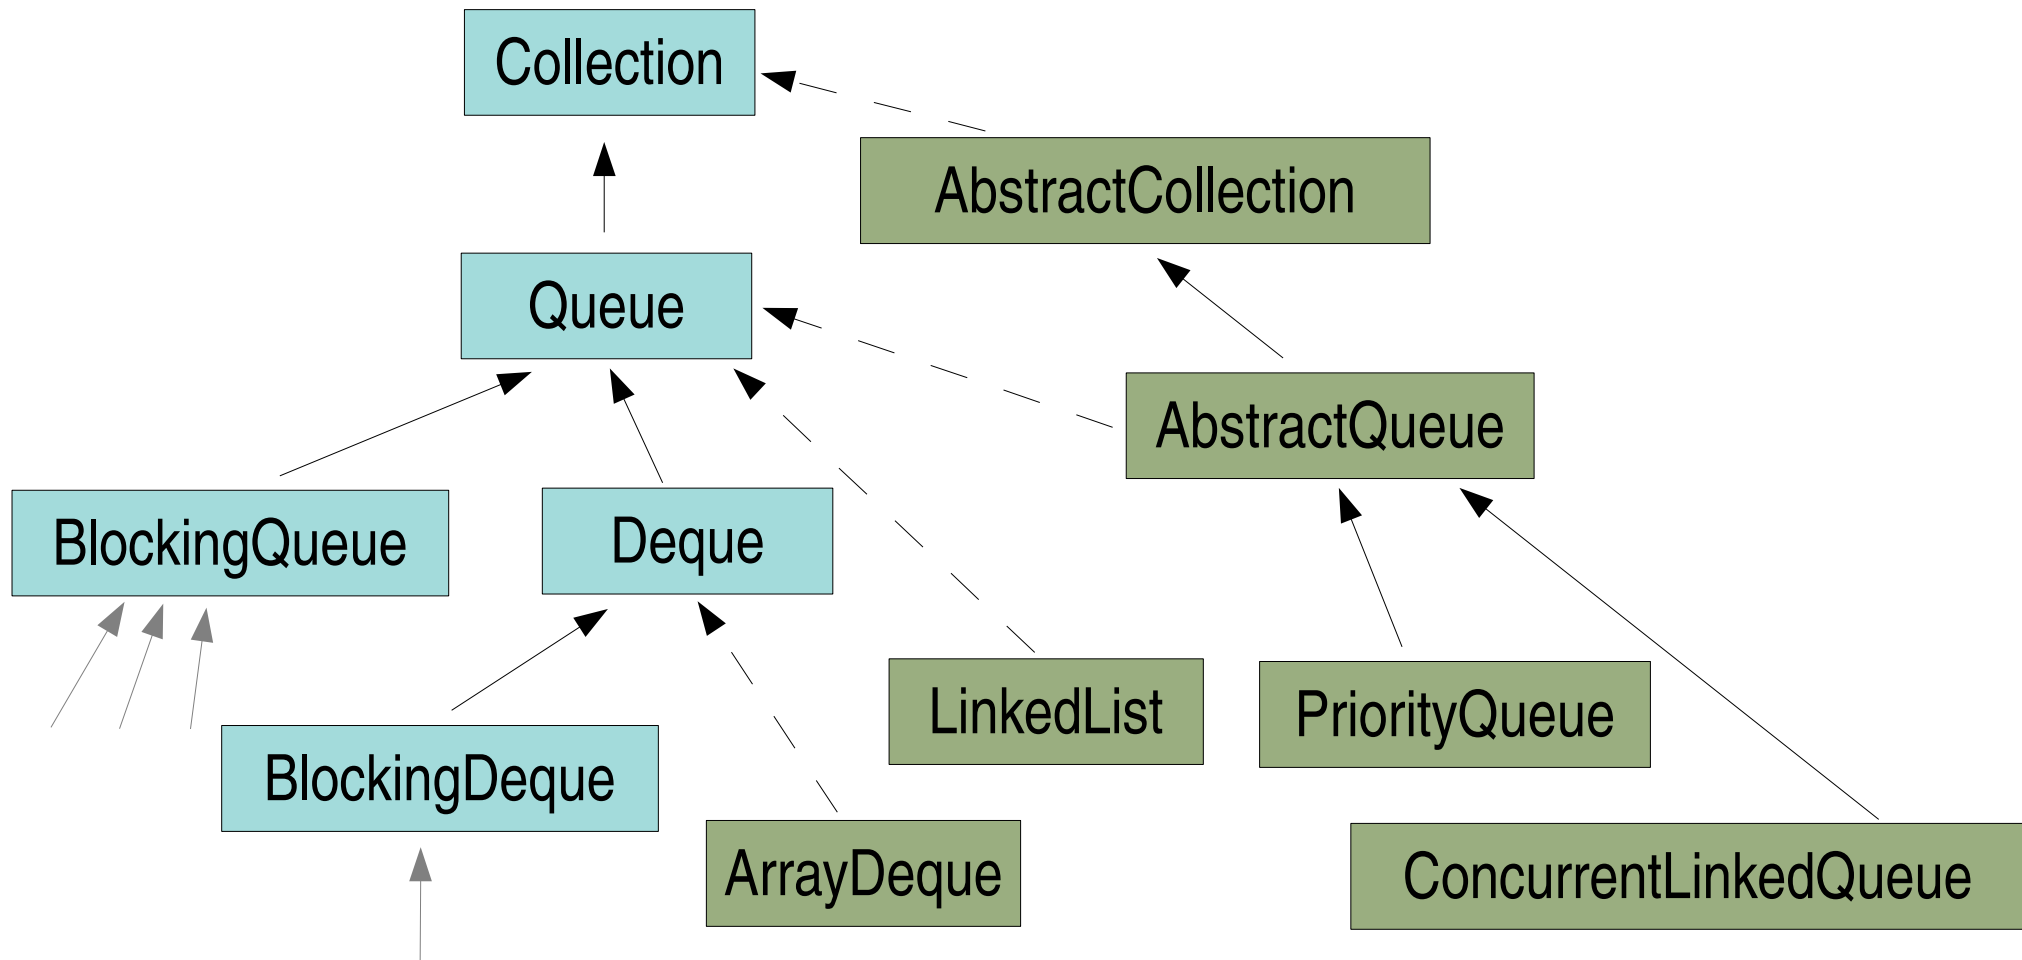 Collection
AbstractCollection
Queue
AbstractQueue
BlockingQueue
Deque
LinkedList
PriorityQueue
BlockingDeque
ArrayDeque
ConcurrentLinkedQueue